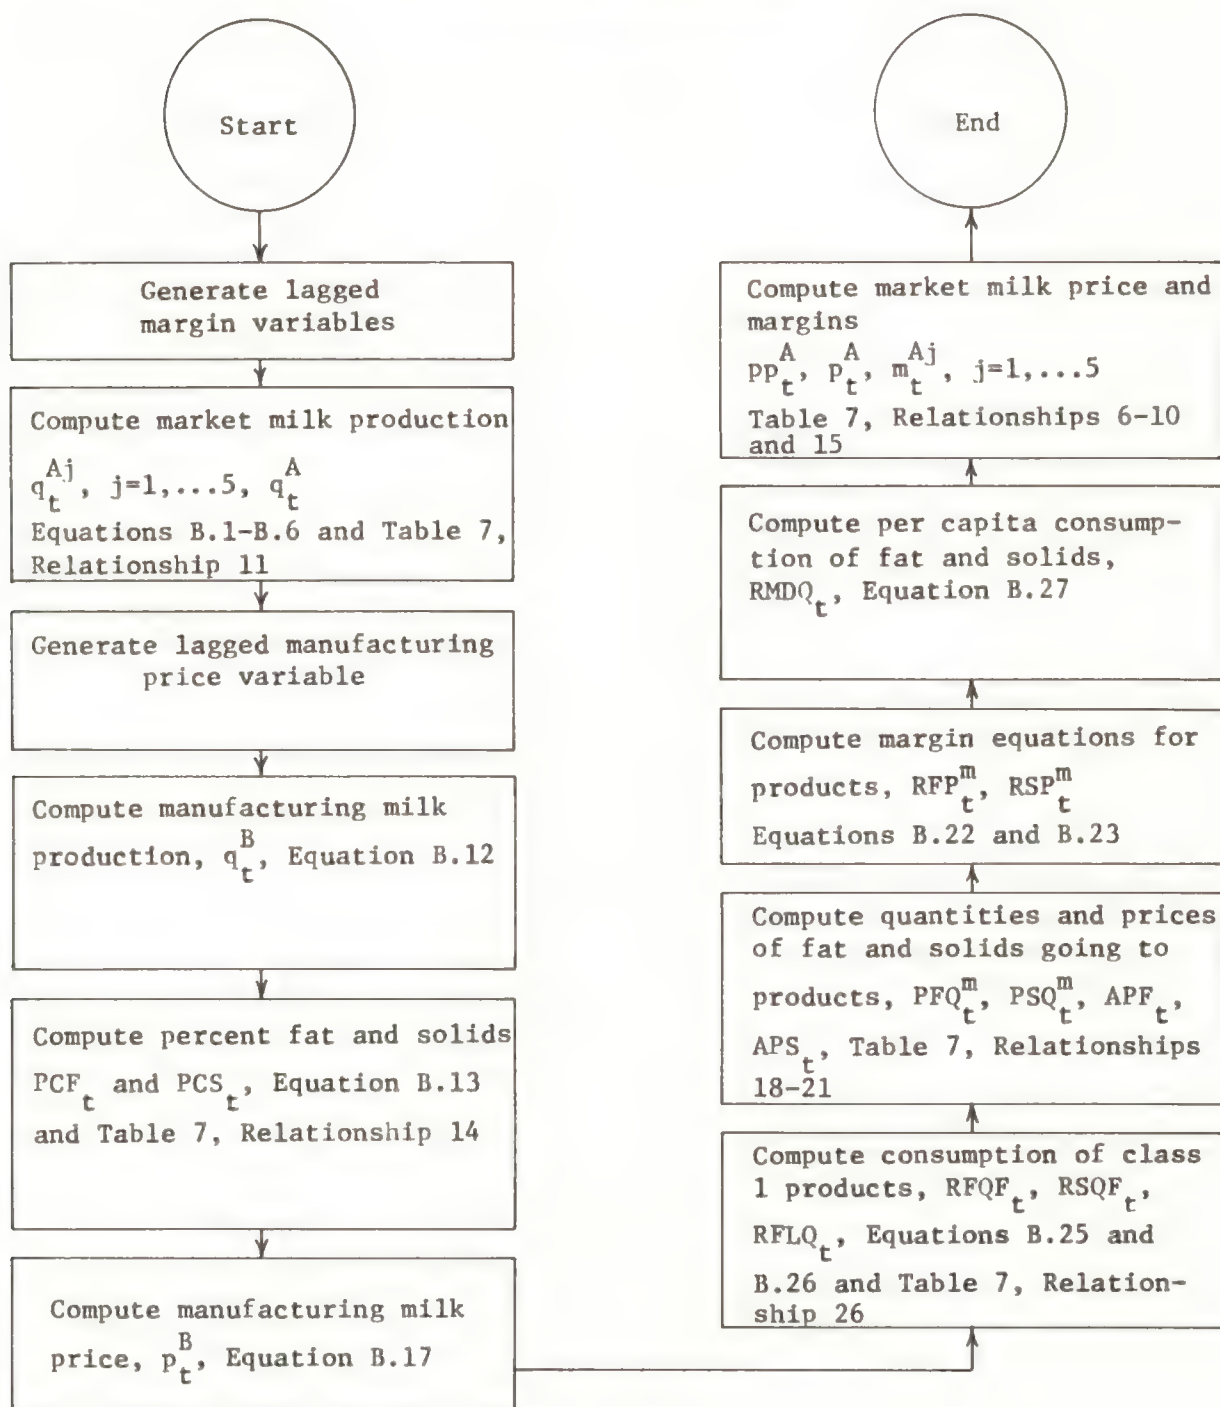 Start
Generate lagged
margin variables
Compute market milk production
q_t^{Aj}, j=1,...5, q_t^A
Equations B.1-B.6 and Table 7,
Relationship 11
Generate lagged manufacturing
price variable
Compute manufacturing milk
production, q_t^B, Equation B.12
Compute percent fat and solids
PCF_t and PCS_t, Equation B.13
and Table 7, Relationship 14
Compute manufacturing milk
price, p_t^B, Equation B.17
End
Compute market milk price and
margins
pp_t^A, p_t^A, m_t^{Aj}, j=1,...5
Table 7, Relationships 6-10
and 15
Compute per capita consump-
tion of fat and solids,
RMDQ_t, Equation B.27
Compute margin equations for
products, RFP_t^m, RSP_t^m
Equations B.22 and B.23
Compute quantities and prices
of fat and solids going to
products, PFQ_t^m, PSQ_t^m, APF_t,
APS_t, Table 7, Relationships
18-21
Compute consumption of class
1 products, RFQF_t, RSQF_t,
RFLQ_t, Equations B.25 and
B.26 and Table 7, Relation-
ship 26